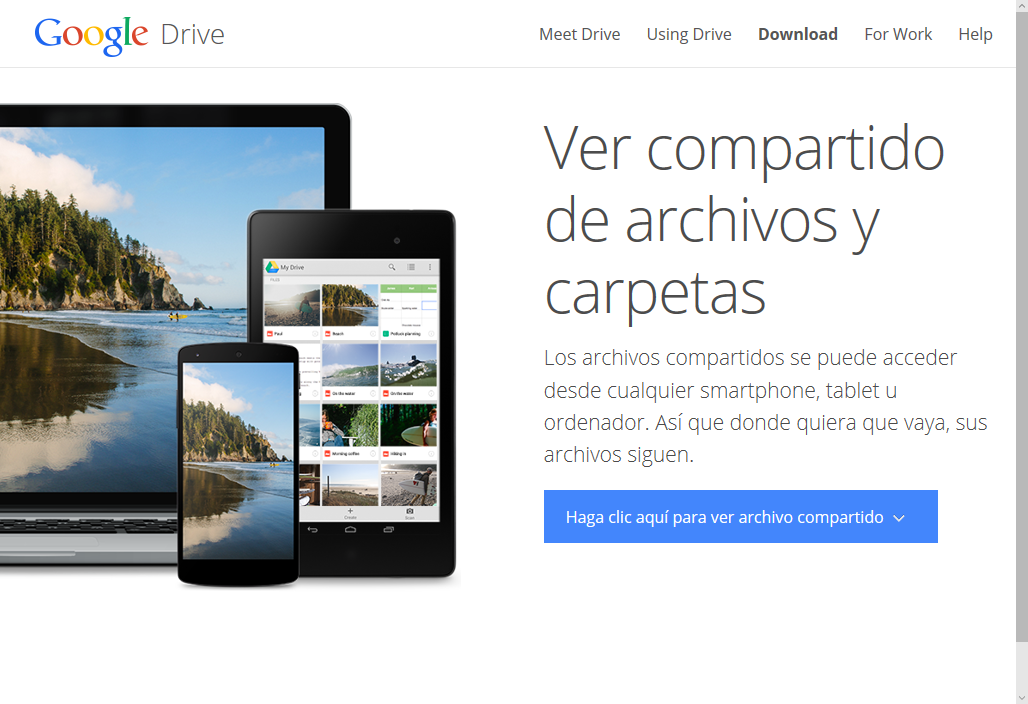 Google Drive
Meet Drive Using Drive Download For Work Help
Ver compartido
de archivos y
carpetas
Los archivos compartidos se puede acceder
desde cualquier smartphone, tablet u
ordenador. Así que donde quiera que vaya, sus
archivos siguen.
Haga clic aquí para ver archivo compartido
My Drive
FILES
Paul
Beach
Potluck planning
On the water
On the water
Morning coffee
Hiking in
Create
Scan